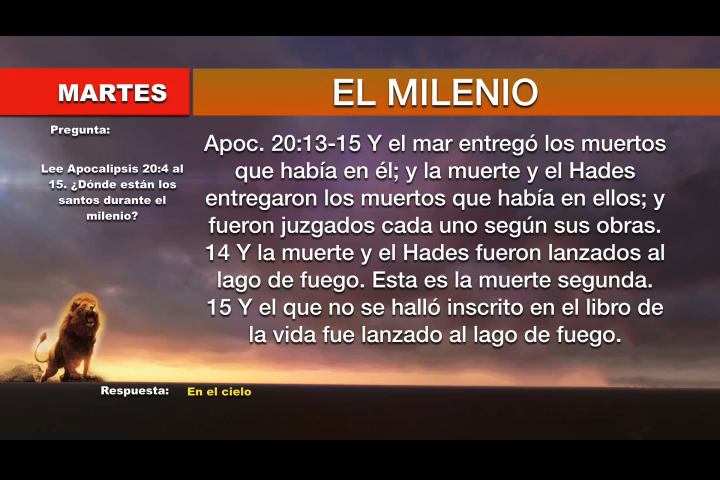 MARTES
EL MILENIO
Pregunta:
Lee Apocalipsis 20:4 al
15. ¿Dónde están los
santos durante el
milenio?
Apoc. 20:13-15 Y el mar entregó los muertos
que había en él; y la muerte y el Hades
entregaron los muertos que había en ellos; y
fueron juzgados cada uno según sus obras.
14 Y la muerte y el Hades fueron lanzados al
lago de fuego. Esta es la muerte segunda.
15 Y el que no se halló inscrito en el libro de
la vida fue lanzado al lago de fuego.
Respuesta: En el cielo